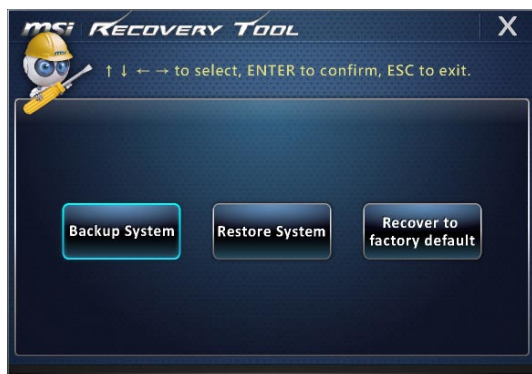 msi RECOVERY TOOL X
↑ ↓ ← → to select, ENTER to confirm, ESC to exit.
Backup System
Restore System
Recover to
factory default